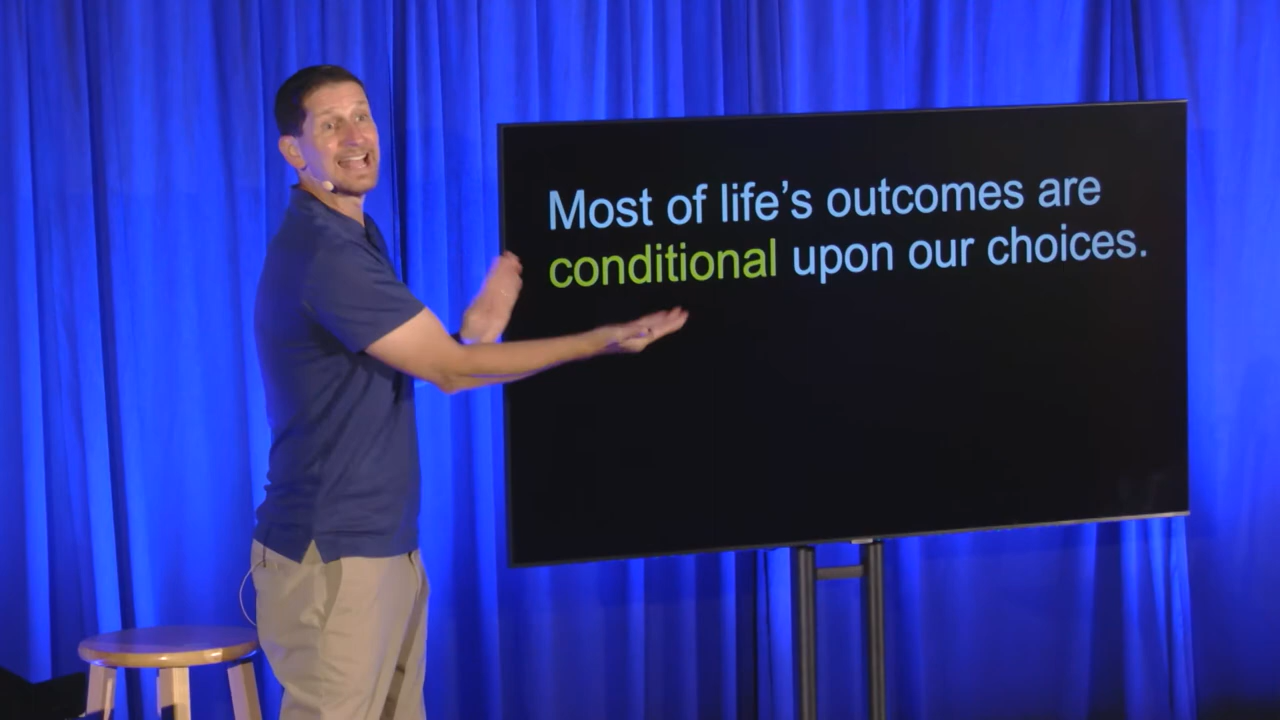 Most of life’s outcomes are
conditional upon our choices.